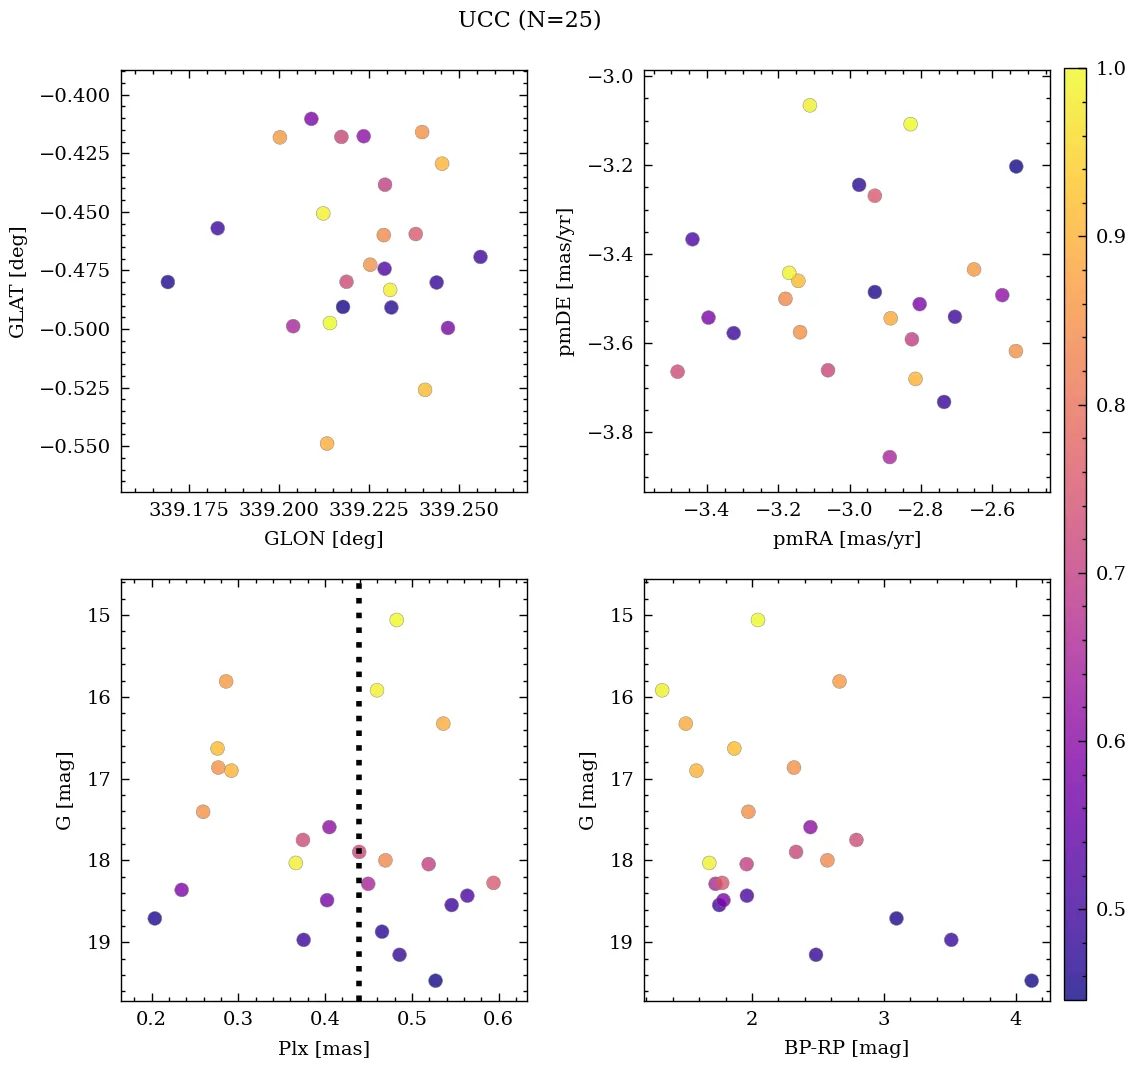 UCC (N=25)
−0.400
−0.425
−0.450
−0.475
−0.500
−0.525
−0.550
GLAT [deg]
339.175 339.200 339.225 339.250
GLON [deg]
−3.0
−3.2
−3.4
−3.6
−3.8
pmDE [mas/yr]
−3.4 −3.2 −3.0 −2.8 −2.6
pmRA [mas/yr]
15
16
17
18
19
G [mag]
0.2 0.3 0.4 0.5 0.6
Plx [mas]
G [mag]
15
16
17
18
19
2 3 4
BP-RP [mag]
1.0
0.9
0.8
0.7
0.6
0.5